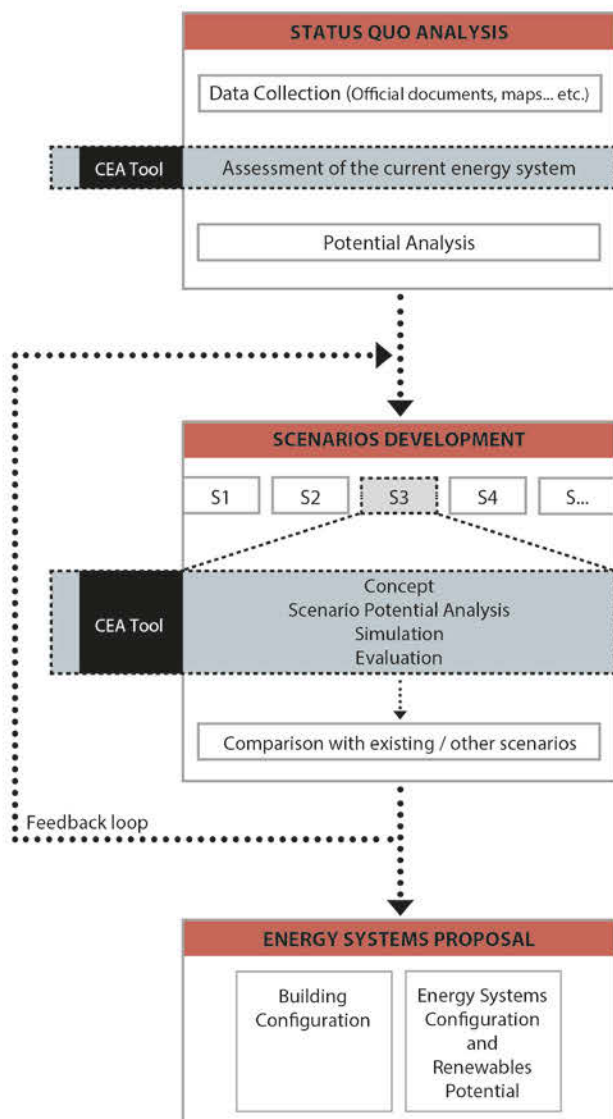 STATUS QUO ANALYSIS
Data Collection (Official documents, maps... etc.)
CEA Tool
Assessment of the current energy system
Potential Analysis
SCENARIOS DEVELOPMENT
S1
S2
S3
S4
S...
CEA Tool
Concept
Scenario Potential Analysis
Simulation
Evaluation
Comparison with existing / other scenarios
Feedback loop
ENERGY SYSTEMS PROPOSAL
Building
Configuration
Energy Systems
Configuration
and
Renewables
Potential